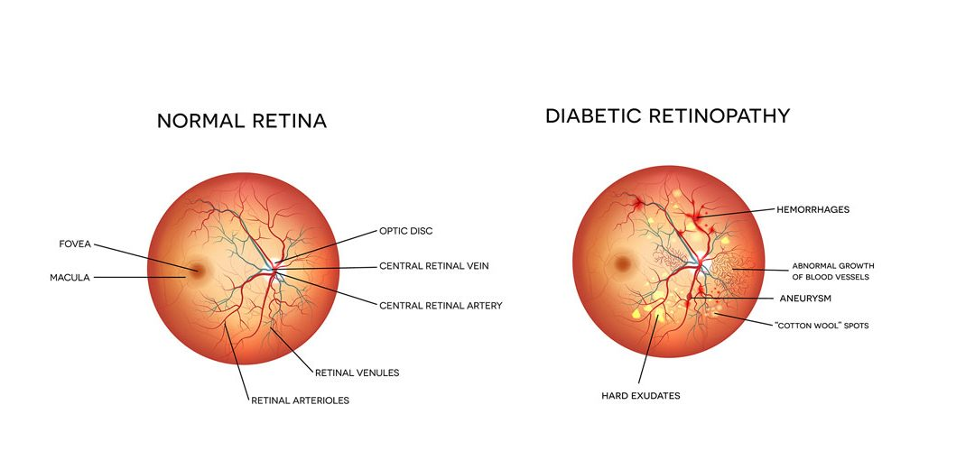 NORMAL RETINA
FOVEA
MACULA
OPTIC DISC
CENTRAL RETINAL VEIN
CENTRAL RETINAL ARTERY
RETINAL VENULES
RETINAL ARTERIOLES
DIABETIC RETINOPATHY
HEMORRHAGES
ABNORMAL GROWTH
OF BLOOD VESSELS
ANEURYSM
"COTTON WOOL" SPOTS
HARD EXUDATES